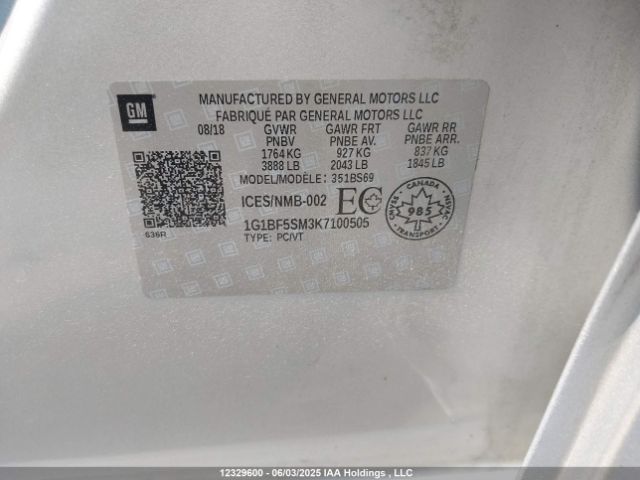 GM
MANUFACTURED BY GENERAL MOTORS LLC
FABRIQUÉ PAR GENERAL MOTORS LLC
08/18 GVWR GAWR FRT GAWR RR
PNBV PNBE AV. PNBE ARR.
1764 KG 927 KG 837 KG
3888 LB 2043 LB 1845 LB
MODEL/MODÈLE: 351BS69
ICES/NMB-002 EC
CANADA 985 NSVAC
1G1BF5SM3K7100505
636R
TYPE: PC/VT
12329600 - 06/03/2025 IAA Holdings , LLC